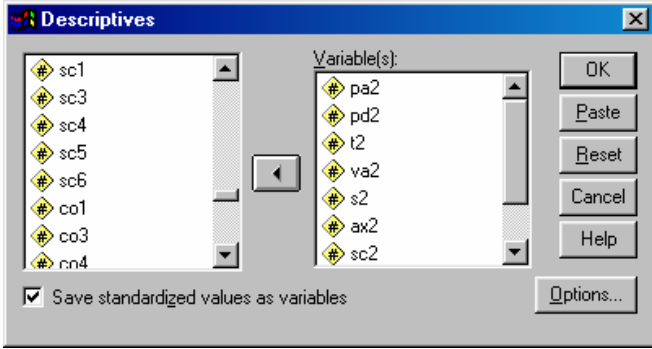 Descriptives
sc1
sc3
sc4
sc5
sc6
co1
co3
co4
Variable(s):
pa2
pd2
t2
va2
s2
ax2
sc2
OK
Paste
Reset
Cancel
Help
Save standardized values as variables
Options...